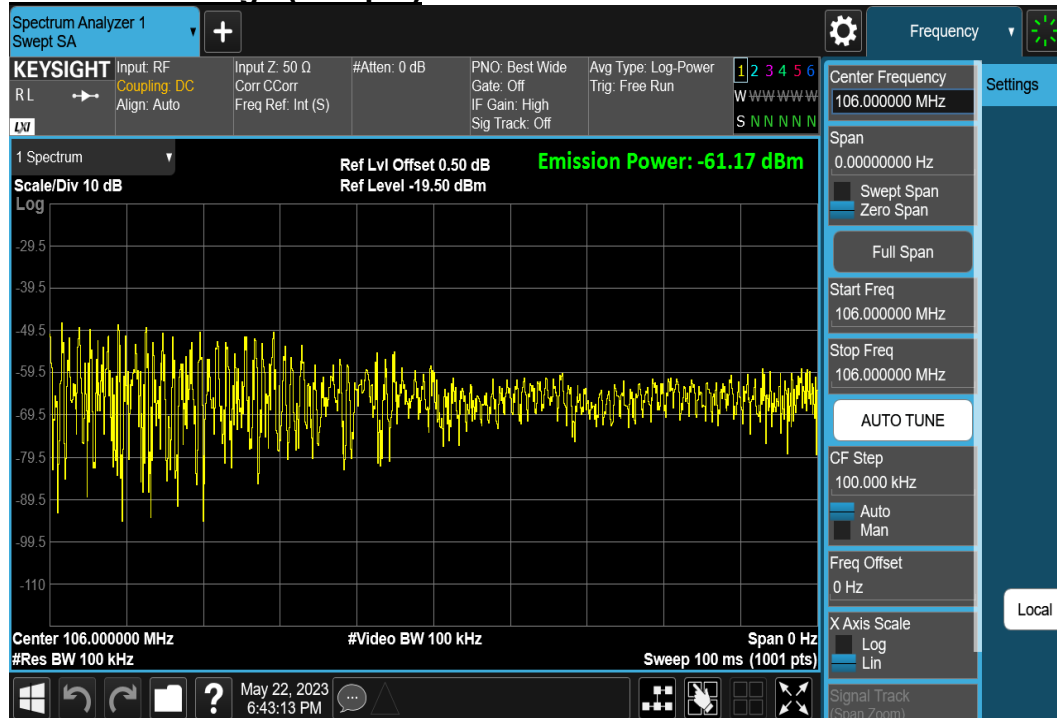 Spectrum Analyzer 1
Swept SA
Frequency
KEYSIGHT
R L
LXI
Input: RF
Coupling: DC
Align: Auto
Input Z: 50 Ω
Corr CCorr
Freq Ref: Int (S)
#Atten: 0 dB
PNO: Best Wide
Gate: Off
IF Gain: High
Sig Track: Off
Avg Type: Log-Power
Trig: Free Run
1 2 3 4 5 6
W W W W W W
S N N N N N
1 Spectrum
Scale/Div 10 dB
Ref Lvl Offset 0.50 dB
Ref Level -19.50 dBm
Emission Power: -61.17 dBm
Log
-29.5
-39.5
-49.5
-59.5
-69.5
-79.5
-89.5
-99.5
-110
Center 106.000000 MHz
#Video BW 100 kHz
Span 0 Hz
#Res BW 100 kHz
Sweep 100 ms (1001 pts)
Center Frequency
106.000000 MHz
Settings
Span
0.00000000 Hz
Swept Span
Zero Span
Full Span
Start Freq
106.000000 MHz
Stop Freq
106.000000 MHz
AUTO TUNE
CF Step
100.000 kHz
Auto
Man
Freq Offset
0 Hz
Local
X Axis Scale
Log
Lin
Signal Track
(Span Zoom)
?
May 22, 2023
6:43:13 PM